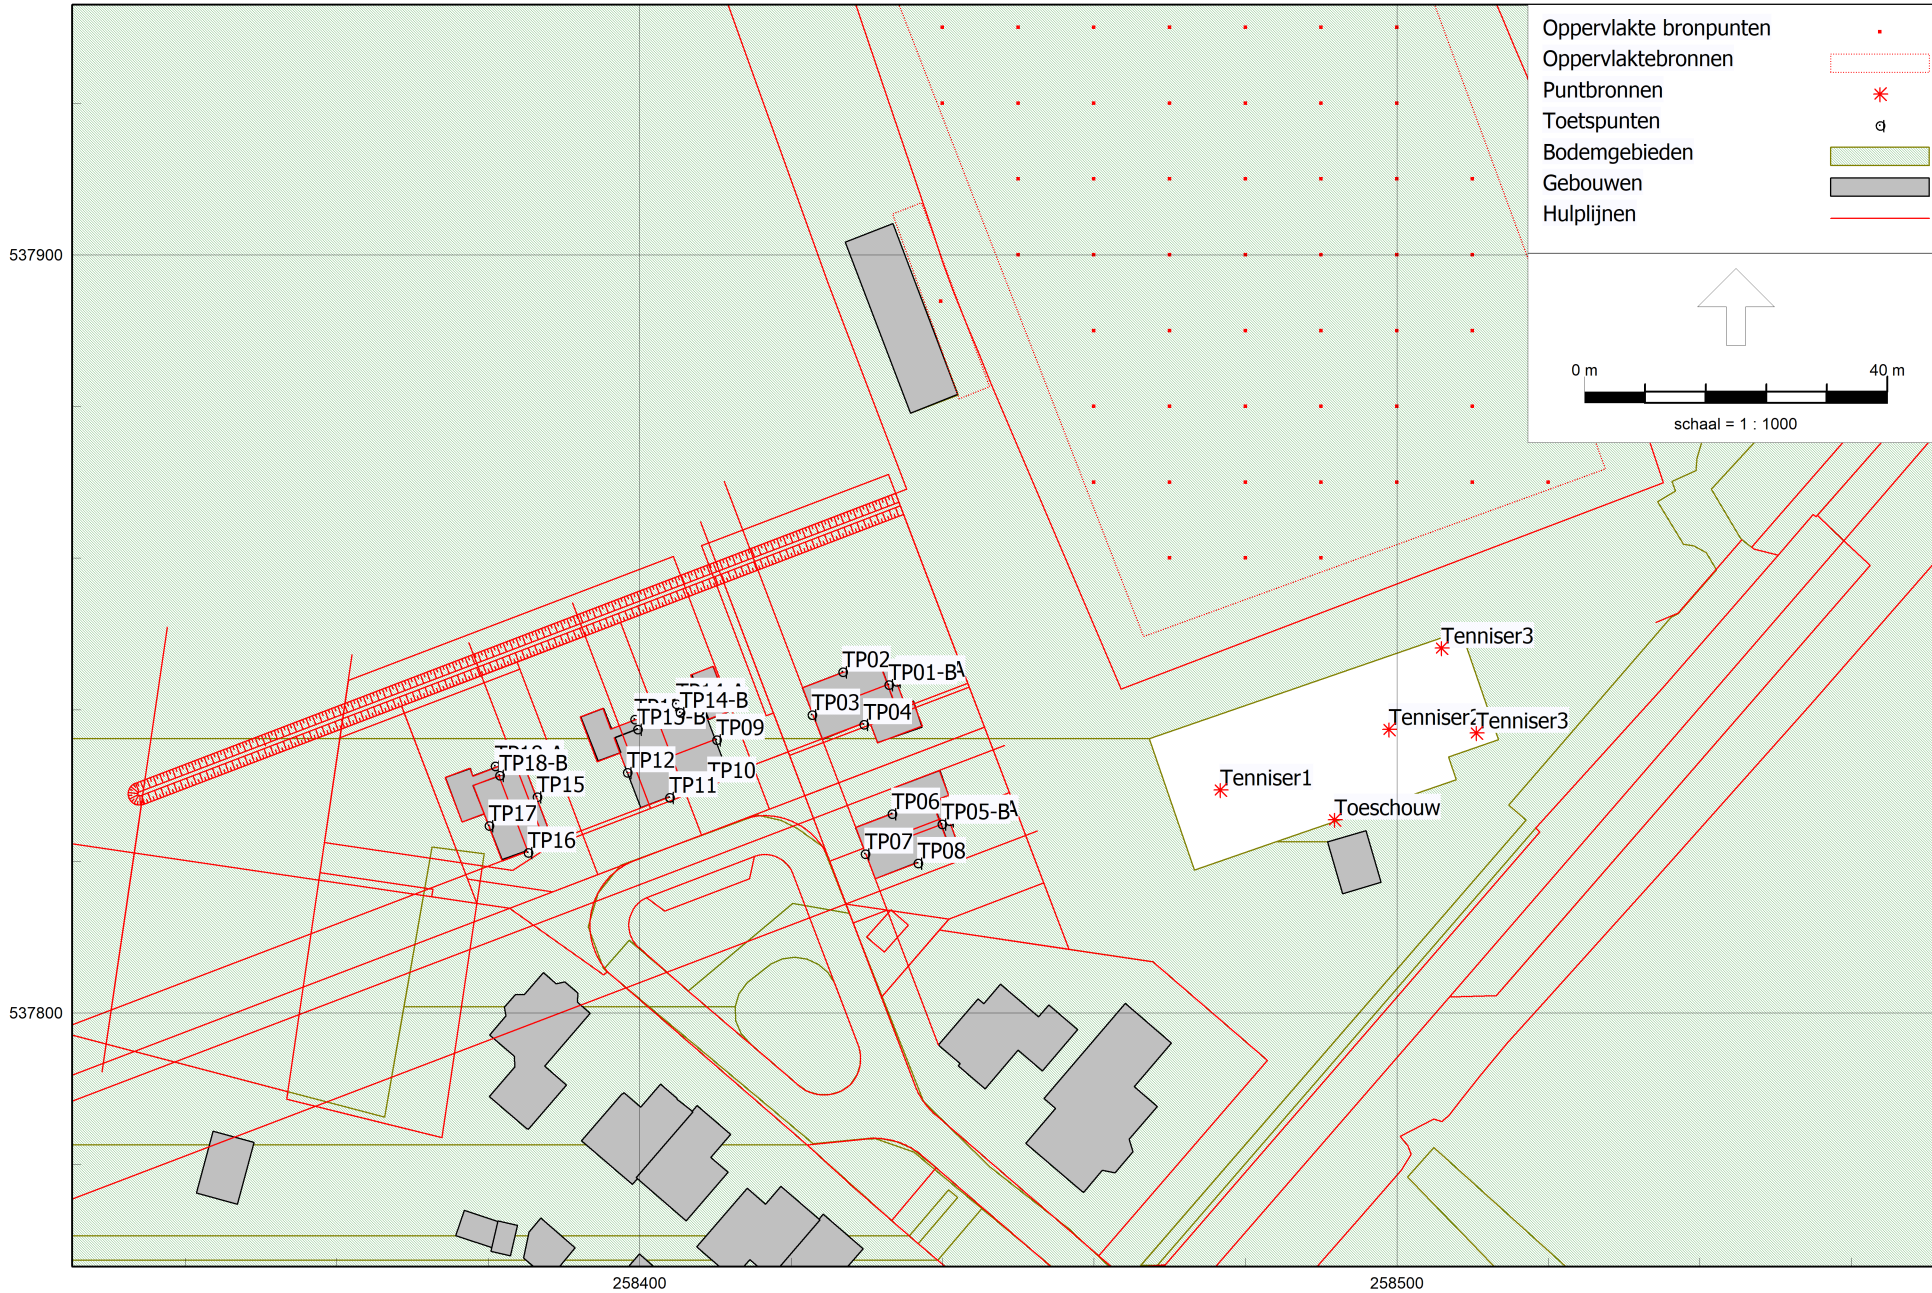 Oppervlakte bronpunten
Oppervlaktebronnen
Puntbronnen
Toetspunten
Bodemgebieden
Gebouwen
Hulplijnen
0 m 40 m
schaal = 1 : 1000
537900
537800
258400
258500
Tenniser3
Tenniser3
Tenniser1
Toeschouw
TP02
TP01-B
TP03
TP04
TP14-B
TP13-B
TP09
TP12
TP10
TP11
TP18-B
TP15
TP17
TP16
TP06
TP05-B
TP07
TP08